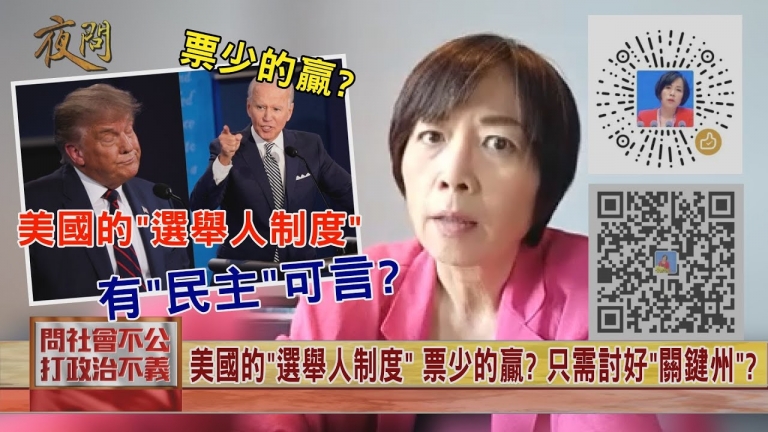 夜問
票少的贏?
美國的"選舉人制度"
有"民主"可言?
問社會不公
打政治不義
美國的"選舉人制度" 票少的贏? 只需討好"關鍵州"?